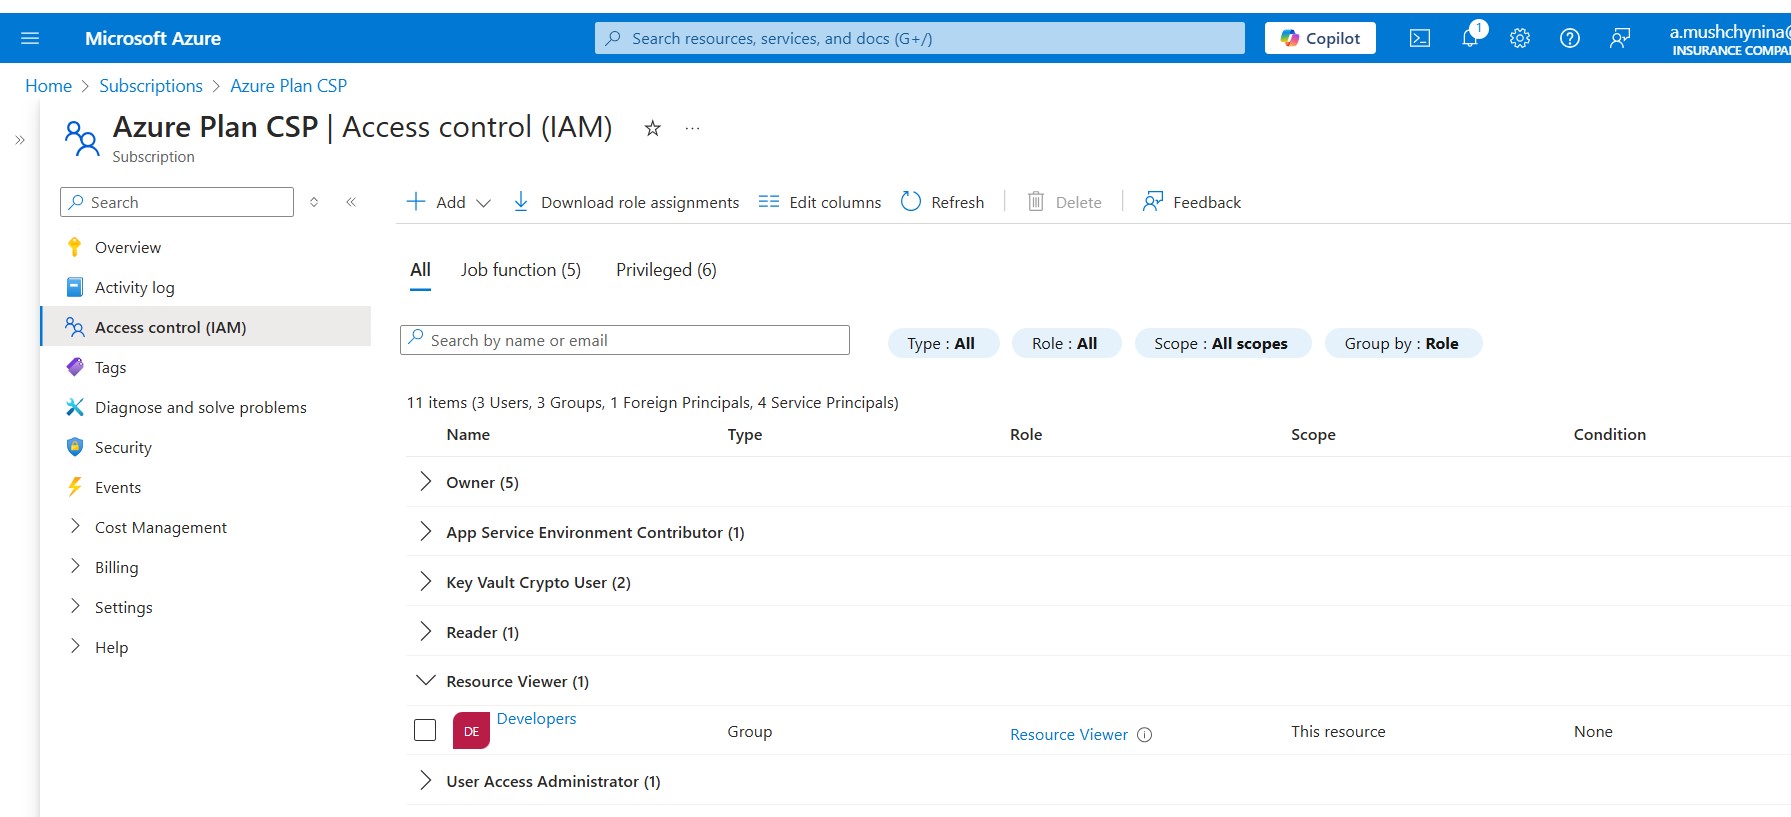 Microsoft Azure
Search resources, services, and docs (G+/)
Copilot
1
a.mushchynina@
INSURANCE COMPA
Home > Subscriptions > Azure Plan CSP
Azure Plan CSP | Access control (IAM)
Subscription
Search
Add
Download role assignments
Edit columns
Refresh
Delete
Feedback
Overview
Activity log
Access control (IAM)
Tags
Diagnose and solve problems
Security
Events
Cost Management
Billing
Settings
Help
All Job function (5) Privileged (6)
Search by name or email
Type : All
Role : All
Scope : All scopes
Group by : Role
11 items (3 Users, 3 Groups, 1 Foreign Principals, 4 Service Principals)
Name Type Role Scope Condition
Owner (5)
App Service Environment Contributor (1)
Key Vault Crypto User (2)
Reader (1)
Resource Viewer (1)
DE Developers Group Resource Viewer This resource None
User Access Administrator (1)